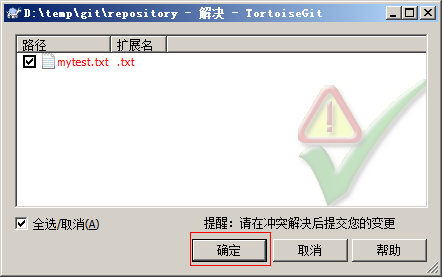 D:\temp\git\repository - 解决 - TortoiseGit
路径 扩展名
mytest.txt .txt
全选/取消(A) 提醒：请在冲突解决后提交您的变更
确定 取消 帮助